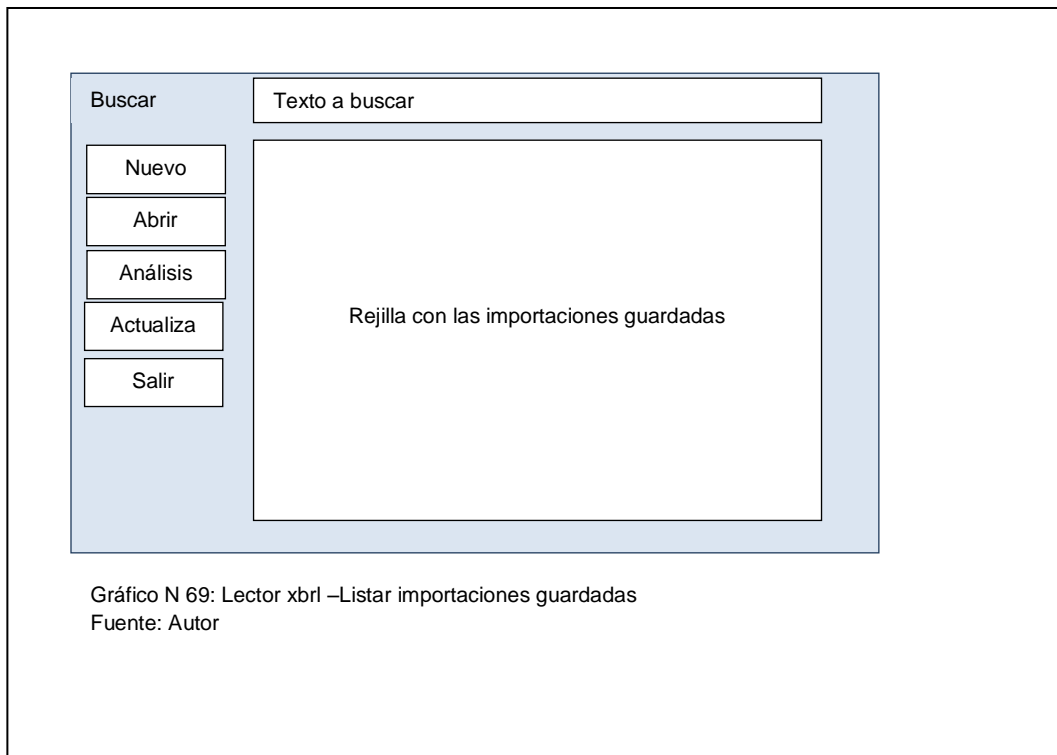 Buscar
Texto a buscar
Nuevo
Abrir
Análisis
Actualiza
Salir
Rejilla con las importaciones guardadas
Gráfico N 69: Lector xbrl –Listar importaciones guardadas
Fuente: Autor